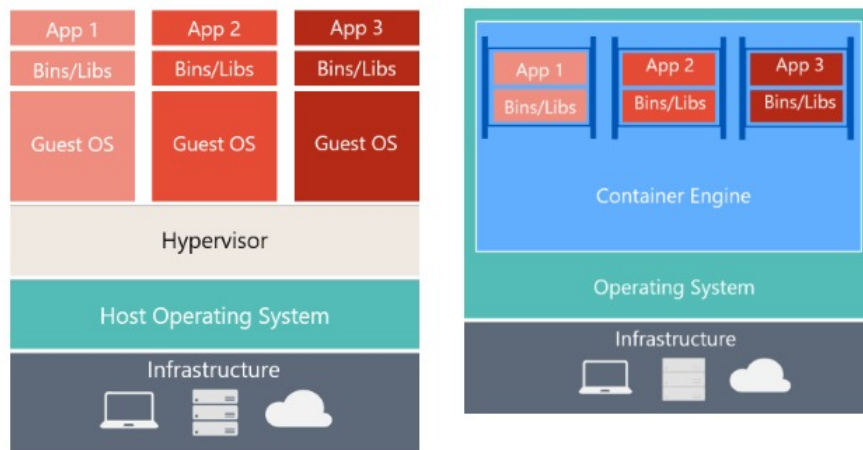 App 1
App 2
App 3
Bins/Libs
Bins/Libs
Bins/Libs
Guest OS
Guest OS
Guest OS
Hypervisor
Host Operating System
Infrastructure
App 1
App 2
App 3
Bins/Libs
Bins/Libs
Bins/Libs
Container Engine
Operating System
Infrastructure